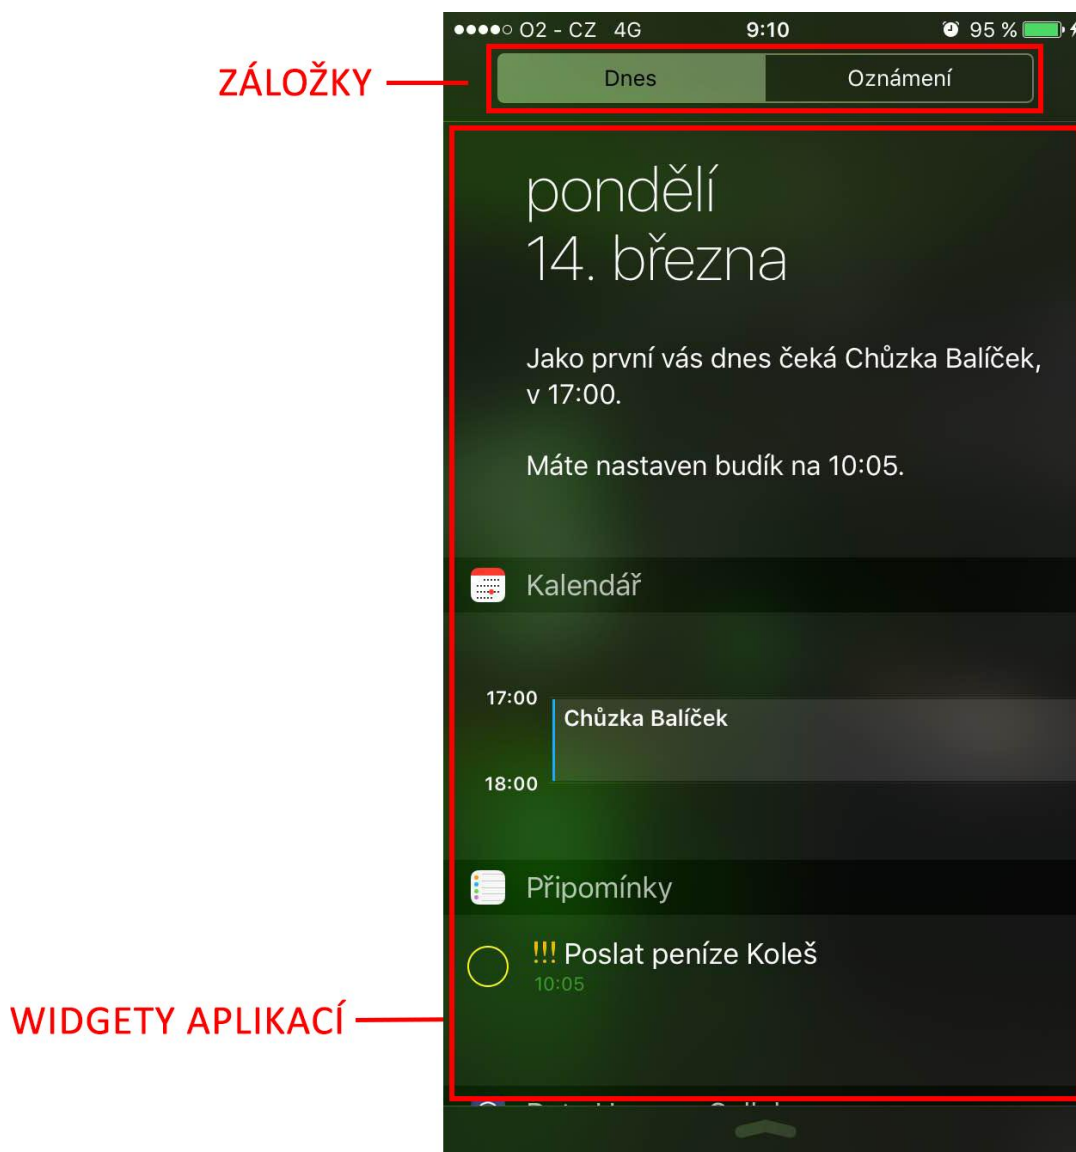 O2 - CZ 4G 9:10 95 %
ZÁLOŽKY
Dnes Oznámení
pondělí
14. března
Jako první vás dnes čeká Chůzka Balíček,
v 17:00.
Máte nastaven budík na 10:05.
Kalendář
17:00
Chůzka Balíček
18:00
Připomínky
!!! Poslat peníze Koleš
10:05
WIDGETY APLIKACÍ